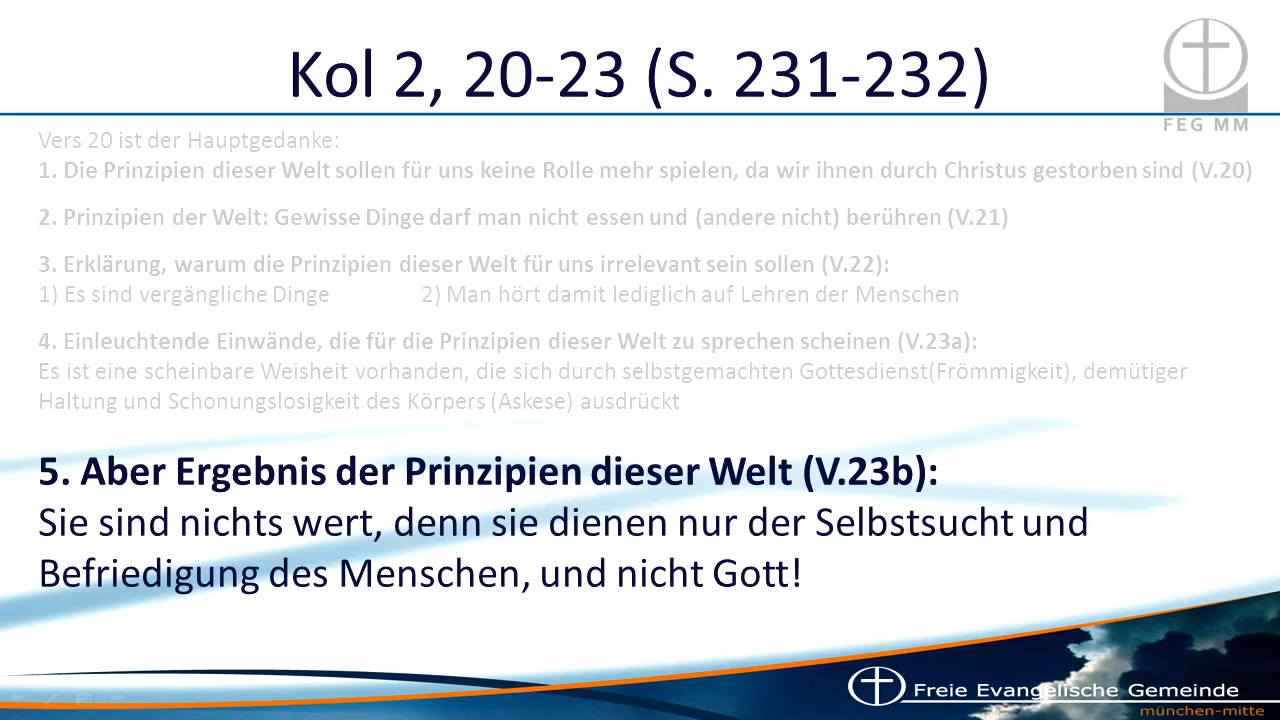 Kol 2, 20-23 (S. 231-232)
FEG MM
Vers 20 ist der Hauptgedanke:
1. Die Prinzipien dieser Welt sollen für uns keine Rolle mehr spielen, da wir ihnen durch Christus gestorben sind (V.20)
2. Prinzipien der Welt: Gewisse Dinge darf man nicht essen und (andere nicht) berühren (V.21)
3. Erklärung, warum die Prinzipien dieser Welt für uns irrelevant sein sollen (V.22):
1) Es sind vergängliche Dinge 2) Man hört damit lediglich auf Lehren der Menschen
4. Einleuchtende Einwände, die für die Prinzipien dieser Welt zu sprechen scheinen (V.23a):
Es ist eine scheinbare Weisheit vorhanden, die sich durch selbstgemachten Gottesdienst(Frömmigkeit), demütiger
Haltung und Schonungslosigkeit des Körpers (Askese) ausdrückt
5. Aber Ergebnis der Prinzipien dieser Welt (V.23b):
Sie sind nichts wert, denn sie dienen nur der Selbstsucht und
Befriedigung des Menschen, und nicht Gott!
Freie Evangelische Gemeinde
münchen-mitte